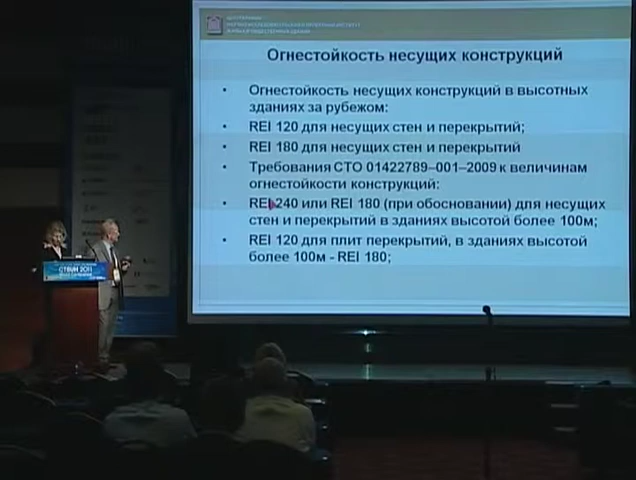 Огнестойкость несущих конструкций
• Огнестойкость несущих конструкций в высотных
зданиях за рубежом:
• REI 120 для несущих стен и перекрытий;
• REI 180 для несущих стен и перекрытий
• Требования СТО 01422789–001–2009 к величинам
огнестойкости конструкций:
• REI 240 или REI 180 (при обосновании) для несущих
стен и перекрытий в зданиях высотой более 100м;
• REI 120 для плит перекрытий, в зданиях высотой
более 100м - REI 180;
CTBUH 2011